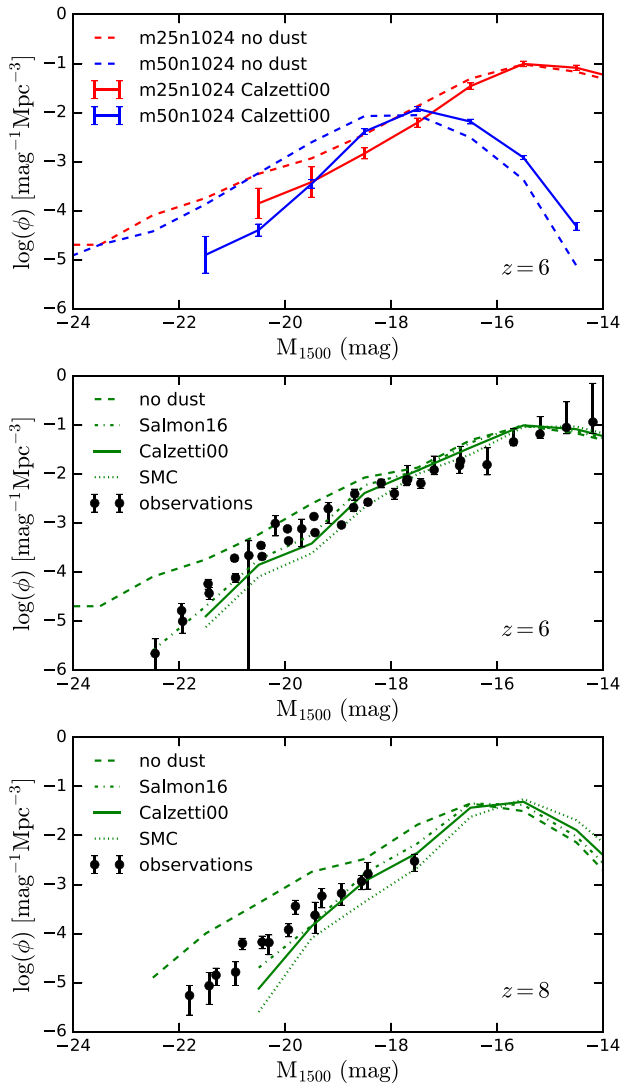 0
m25n1024 no dust
m50n1024 no dust
−1
m25n1024 Calzetti00
−2
m50n1024 Calzetti00
−3
−4
−5
−6
log(ϕ) [mag⁻¹Mpc⁻³]
z = 6
−24 −22 −20 −18 −16 −14
M₁₅₀₀ (mag)
0
no dust
−1
Salmon16
Calzetti00
−2
SMC
observations
−3
−4
−5
−6
log(ϕ) [mag⁻¹Mpc⁻³]
z = 6
−24 −22 −20 −18 −16 −14
M₁₅₀₀ (mag)
0
no dust
−1
Salmon16
Calzetti00
−2
SMC
observations
−3
−4
−5
−6
log(ϕ) [mag⁻¹Mpc⁻³]
z = 8
−24 −22 −20 −18 −16 −14
M₁₅₀₀ (mag)